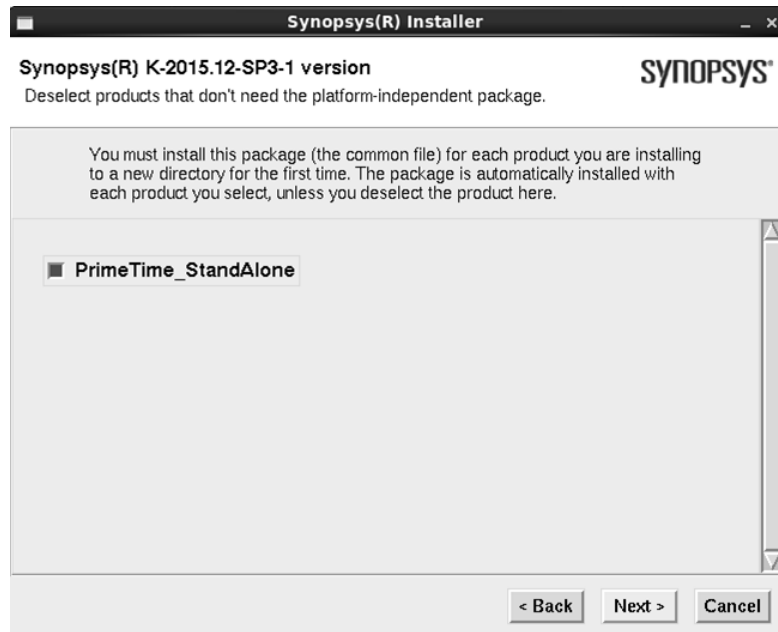 Synopsys(R) Installer
Synopsys(R) K-2015.12-SP3-1 version
SYNOPSYS®
Deselect products that don't need the platform-independent package.
You must install this package (the common file) for each product you are installing
to a new directory for the first time. The package is automatically installed with
each product you select, unless you deselect the product here.
PrimeTime_StandAlone
< Back
Next >
Cancel